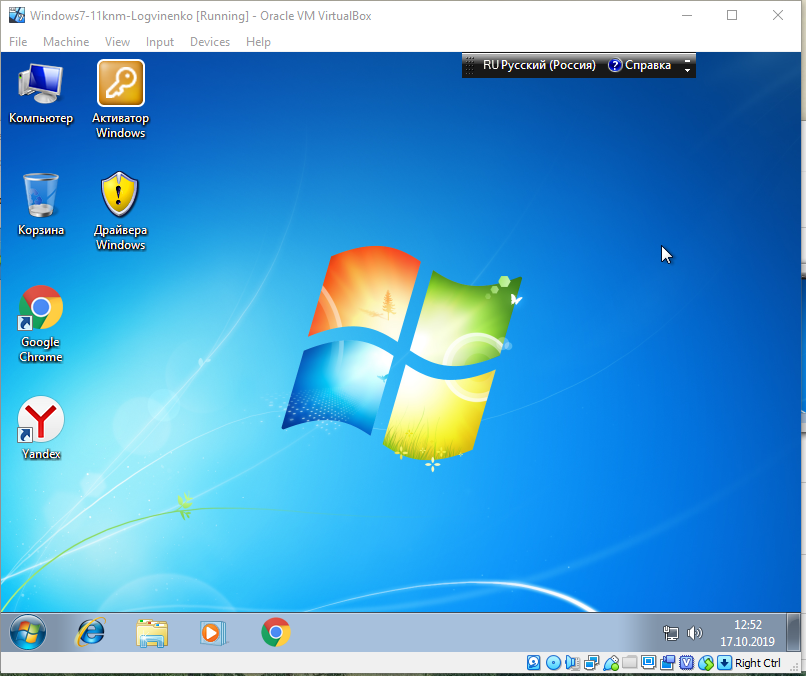 Windows7-11knm-Logvinenko [Running] - Oracle VM VirtualBox
File Machine View Input Devices Help
RU Русский (Россия) ? Справка
Компьютер
Активатор
Windows
Корзина
Драйвера
Windows
Google
Chrome
Yandex
12:52
17.10.2019
Right Ctrl